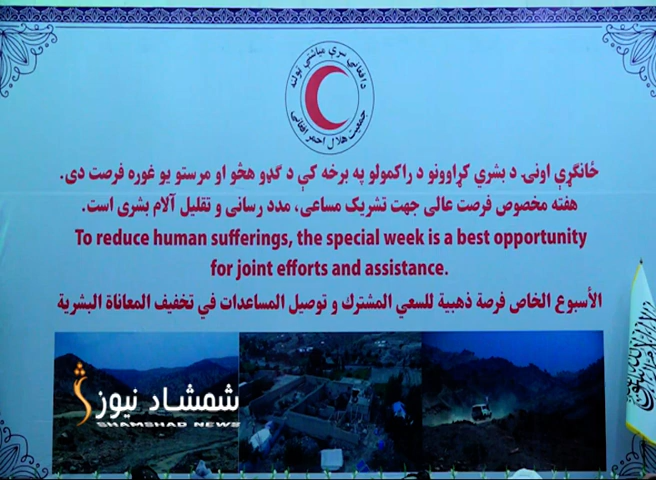 د افغاني سرې میاشتې ټولنه
جمعیت هلال احمر افغانی
ځانګړې اونۍ د بشري کړاوونو د راکمولو په برخه کې د ګډو هڅو او مرستو یو غوره فرصت دی.
هفته مخصوص فرصت عالی جهت تشریک مساعی، مدد رسانی و تقلیل آلام بشری است.
To reduce human sufferings, the special week is a best opportunity
for joint efforts and assistance.
الأسبوع الخاص فرصة ذهبية للسعي المشترك و توصيل المساعدات في تخفيف المعاناة البشرية
شمشاد نیوز
SHAMSHAD NEWS